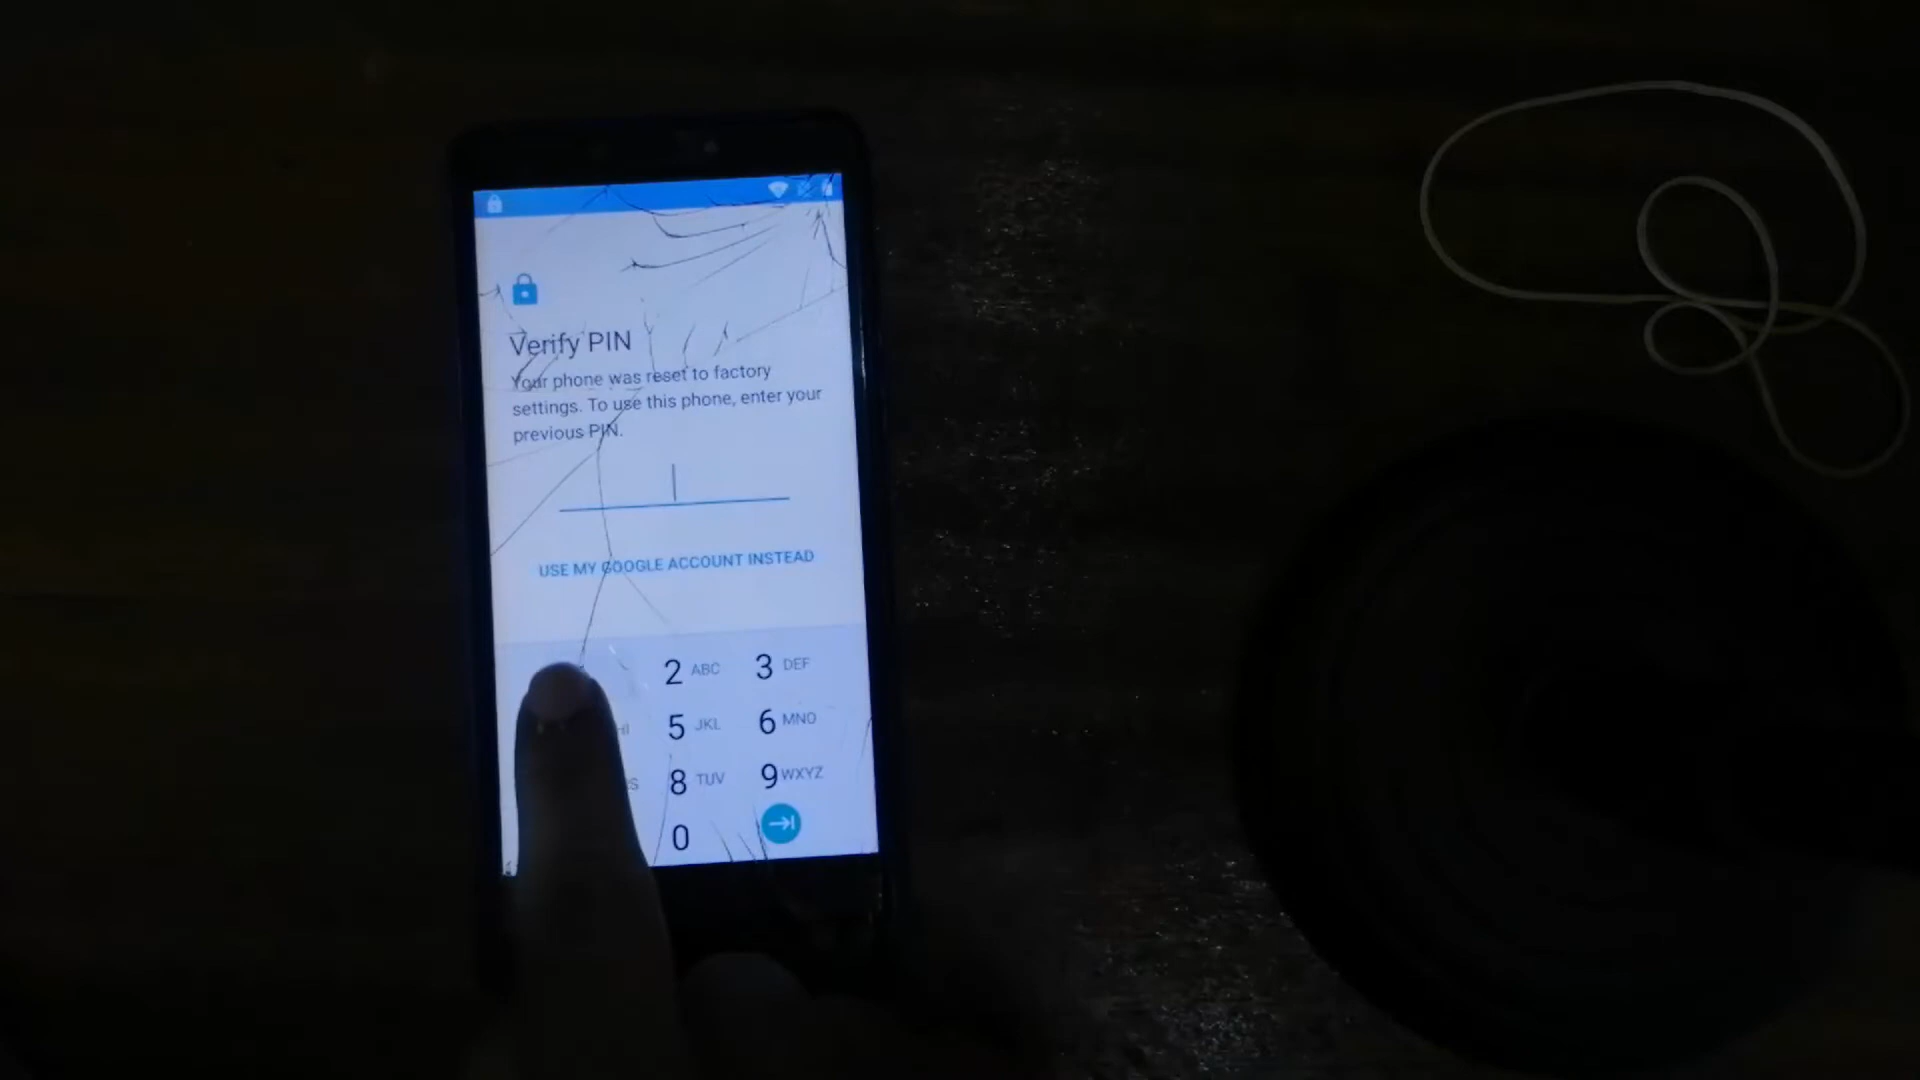 Verify PIN
Your phone was reset to factory
settings. To use this phone, enter your
previous PIN.
USE MY GOOGLE ACCOUNT INSTEAD
2 ABC 3 DEF
5 JKL 6 MNO
8 TUV 9 WXYZ
0